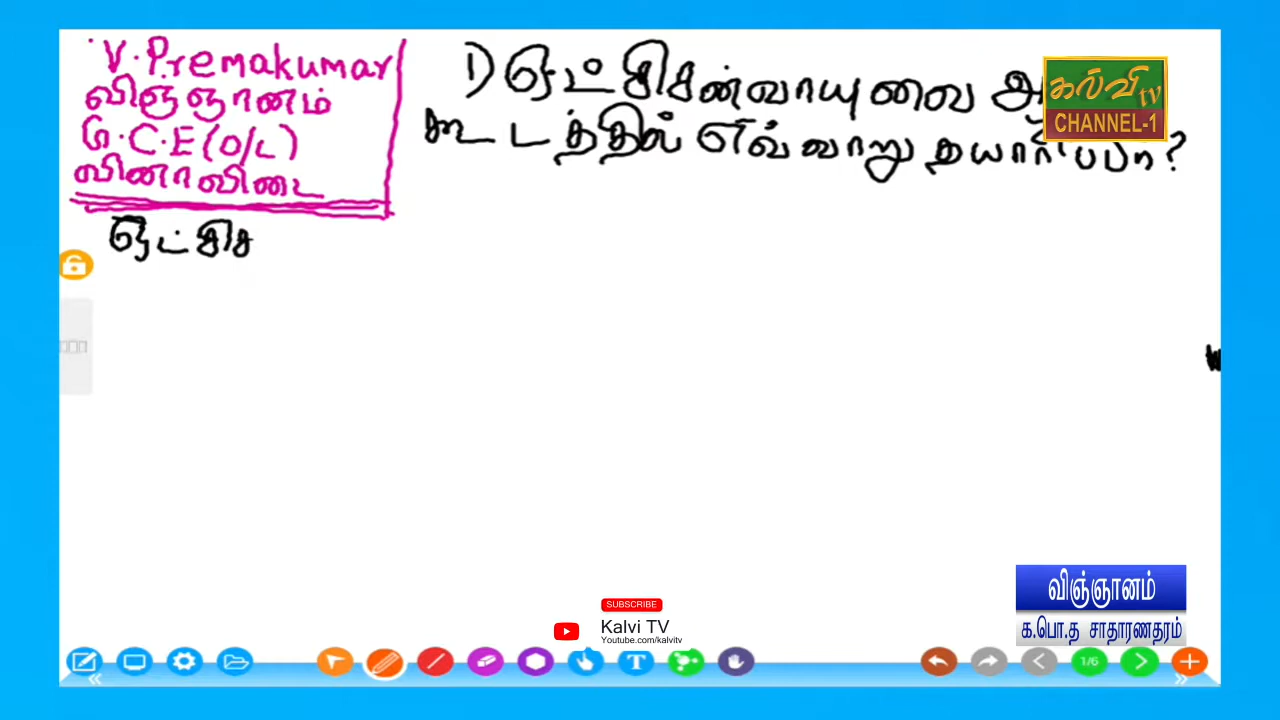 V. Premakumar
விஞ்ஞானம்
G.C.E (O/L)
வினாவிடை
1) ஒட்சிசன் வாயுவை
கூடத்தில் எவ்வாறு தயாரிப்பர்?
ஒட்சிச
கல்வி tv
CHANNEL-1
விஞ்ஞானம்
க.பொ.த சாதாரணதரம்
SUBSCRIBE
Kalvi TV
Youtube.com/kalvitv
1/6